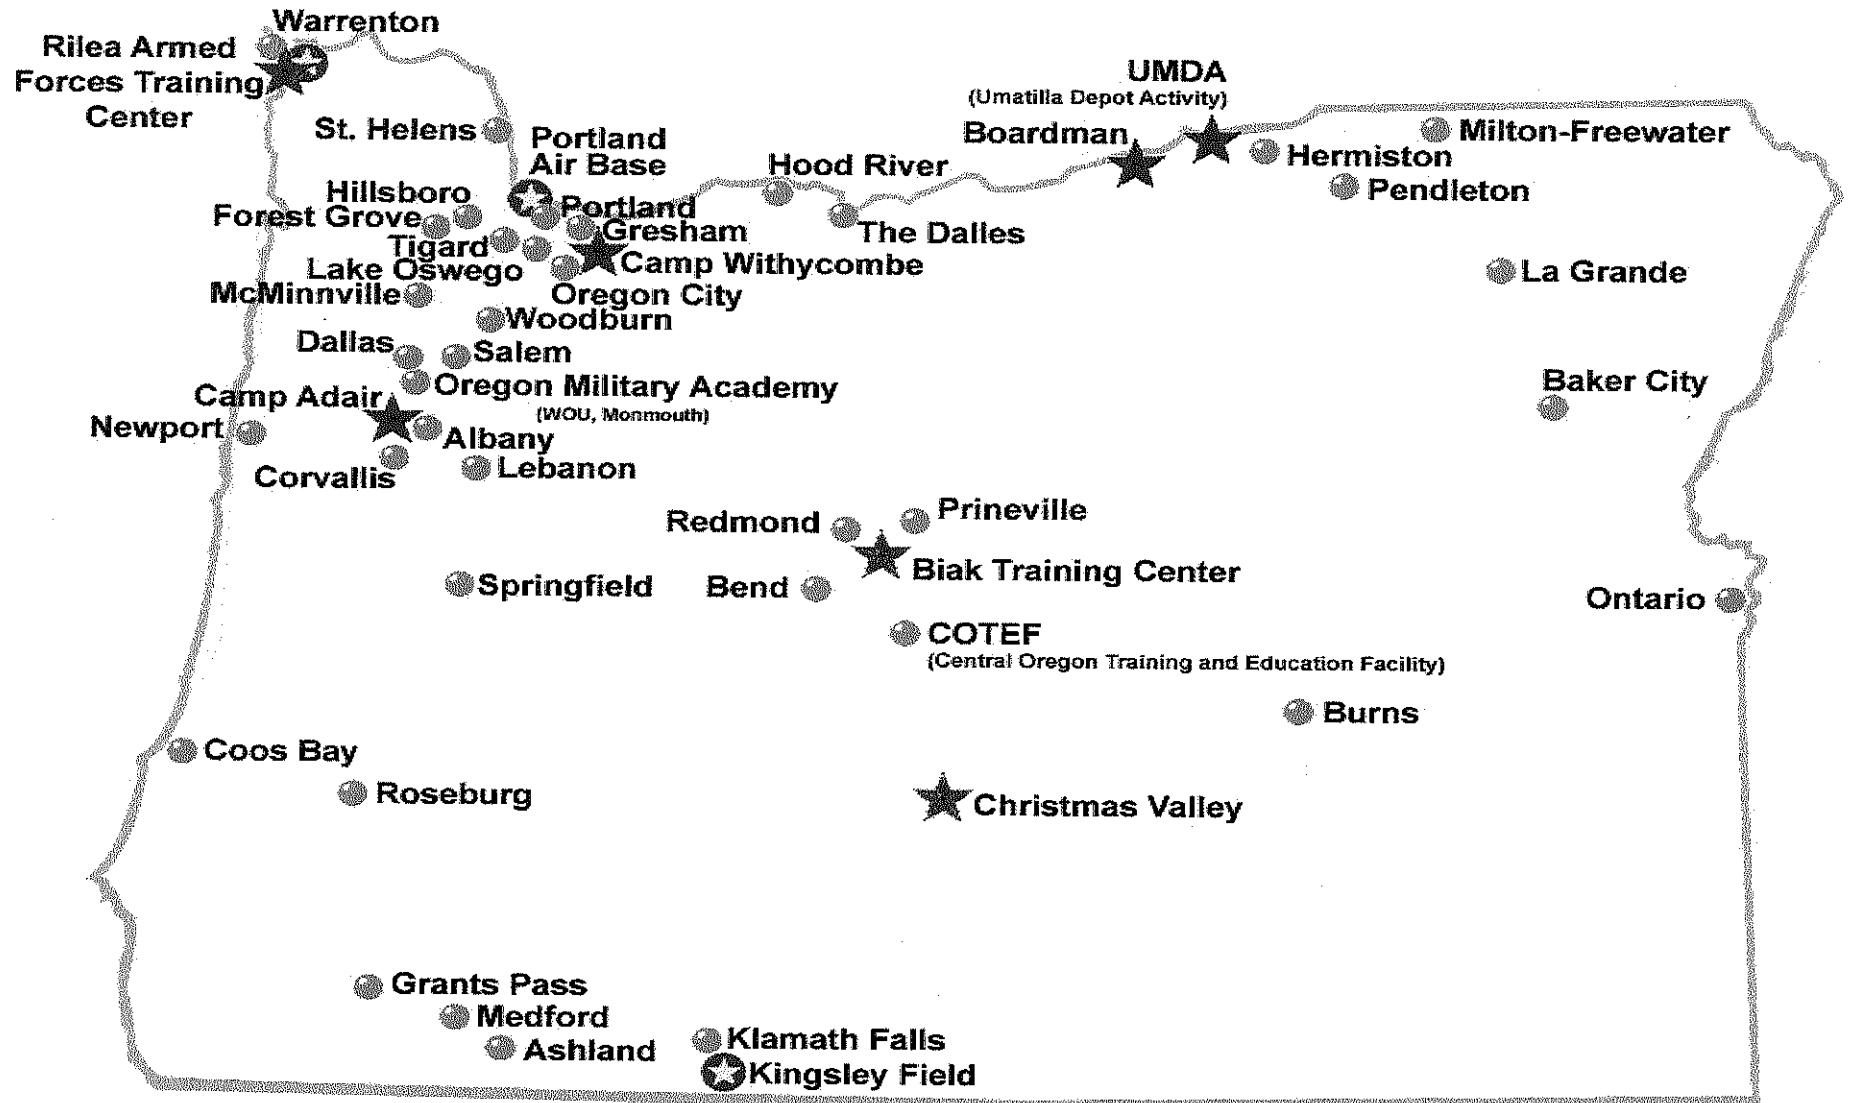 Warrenton
Rilea Armed
Forces Training
Center
UMDA
(Umatilla Depot Activity)
Boardman
Milton-Freewater
St. Helens
Portland
Air Base
Hermiston
Hood River
Pendleton
Hillsboro
Forest Grove
Portland
Gresham
The Dalles
Tigard
Lake Oswego
Camp Withycombe
La Grande
McMinnville
Oregon City
Woodburn
Dallas
Salem
Oregon Military Academy
(WOU, Monmouth)
Baker City
Camp Adair
Newport
Albany
Corvallis
Lebanon
Redmond
Prineville
Biak Training Center
Springfield
Bend
Ontario
COTEF
(Central Oregon Training and Education Facility)
Burns
Coos Bay
Roseburg
Christmas Valley
Grants Pass
Medford
Ashland
Klamath Falls
Kingsley Field